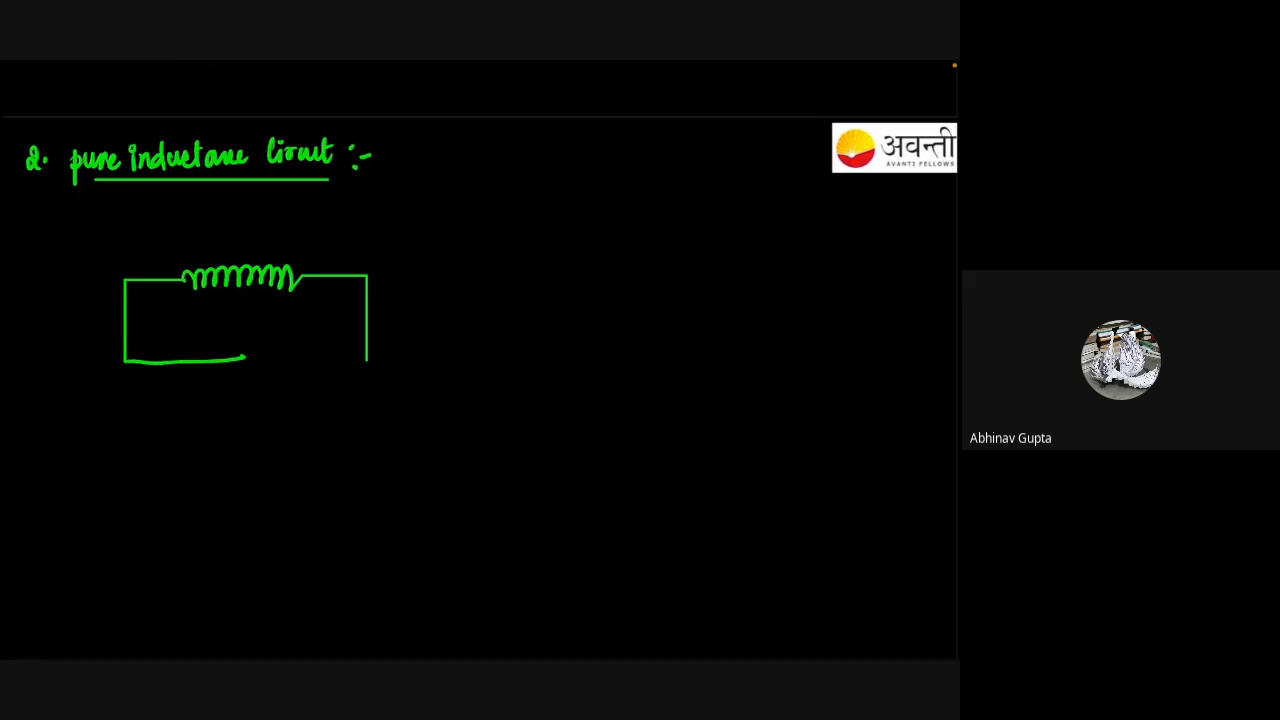 2. pure inductance Circuit :-
अवन्ती
AVANTI FELLOWS
Abhinav Gupta